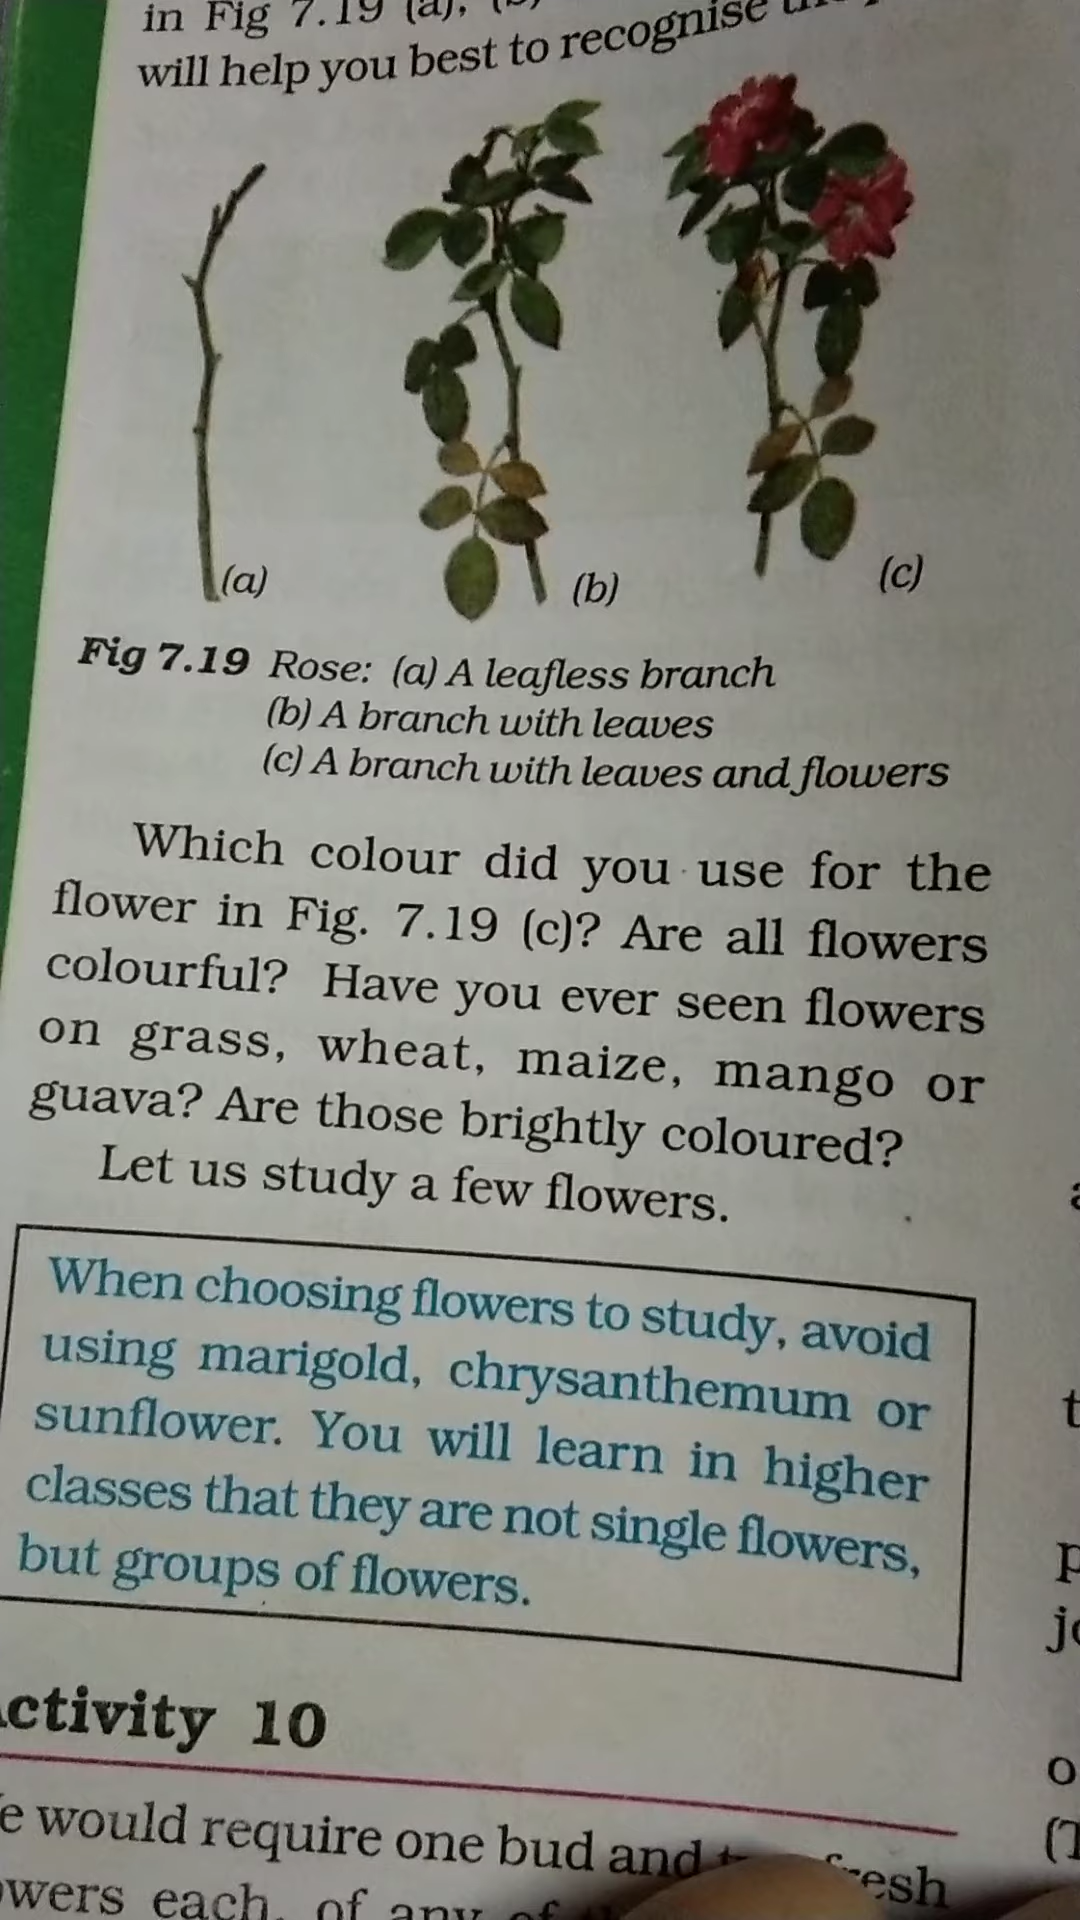 in Fig 7.19 (a),
will help you best to recognise
(a)
(b)
(c)
Fig 7.19 Rose: (a) A leafless branch
(b) A branch with leaves
(c) A branch with leaves and flowers
Which colour did you use for the
flower in Fig. 7.19 (c)? Are all flowers
colourful? Have you ever seen flowers
on grass, wheat, maize, mango or
guava? Are those brightly coloured?
Let us study a few flowers.
When choosing flowers to study, avoid
using marigold, chrysanthemum or
sunflower. You will learn in higher
classes that they are not single flowers,
but groups of flowers.
ctivity 10
e would require one bud and
wers each, of any of